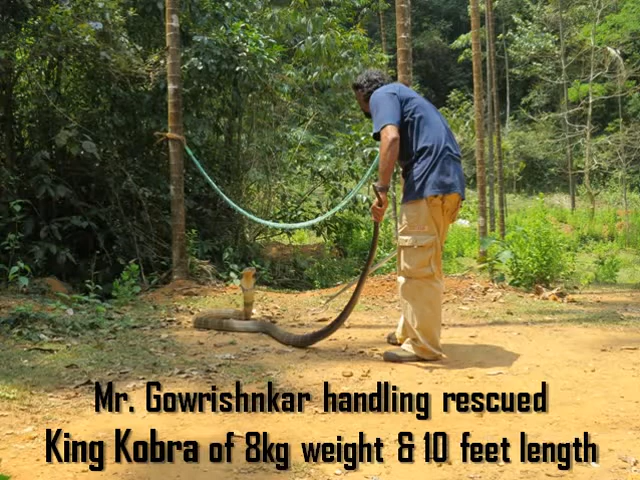 Mr. Gowrishnkar handling rescued
King Kobra of 8kg weight & 10 feet length